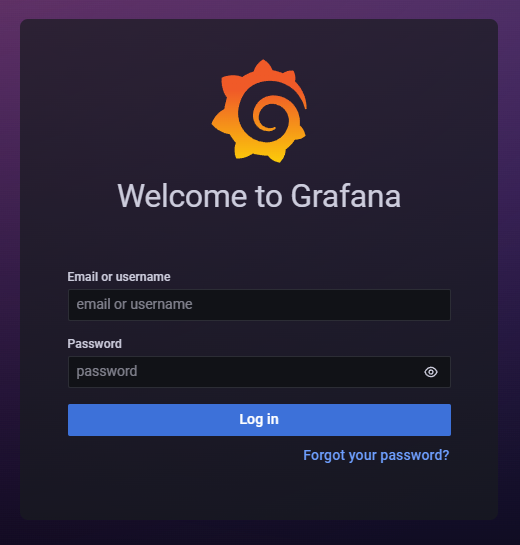 Welcome to Grafana
Email or username
email or username
Password
password
Log in
Forgot your password?